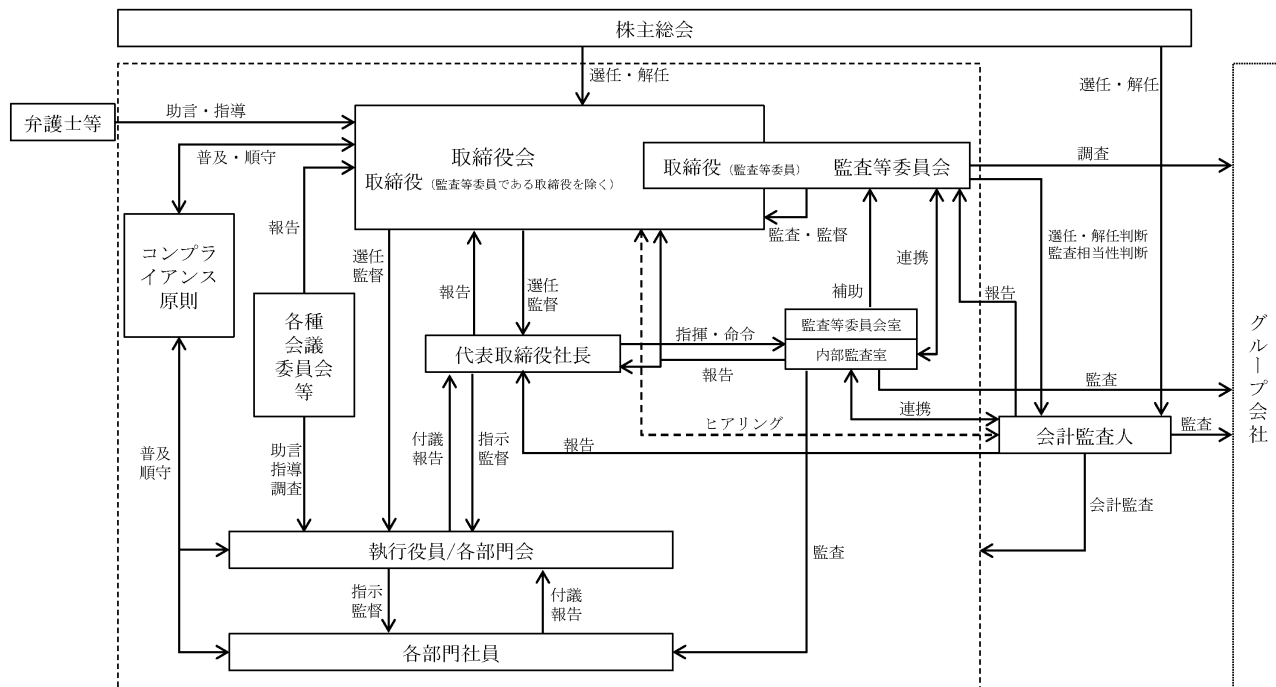 株主総会
選任・解任
選任・解任
弁護士等
助言・指導
普及・順守
取締役会
取締役（監査等委員である取締役を除く）
取締役（監査等委員）
監査等委員会
調査
監査・監督
コンプラ
イアンス
原則
報告
選任
監督
報告
選任
監督
補助
連携
選任・解任判断
監査相当性判断
報告
各種
会議
委員会
等
代表取締役社長
指揮・命令
報告
監査等委員会室
内部監査室
監査
グループ会社
連携
ヒアリング
会計監査人
監査
報告
付議
報告
指示
監督
普及
順守
助言
指導
調査
会計監査
執行役員/各部門会
監査
指示
監督
付議
報告
各部門社員